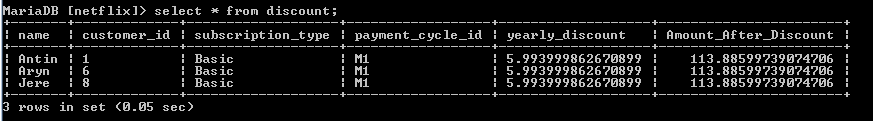 MariaDB [netflix]> select * from discount;
+-------+-------------+-------------------+------------------+-------------------+-----------------------+
| name | customer_id | subscription_type | payment_cycle_id | yearly_discount | Amount_After_Discount |
+-------+-------------+-------------------+------------------+-------------------+-----------------------+
| Antin | 1 | Basic | M1 | 5.993999862670899 | 113.88599739074706 |
| Aryn | 6 | Basic | M1 | 5.993999862670899 | 113.88599739074706 |
| Jere | 8 | Basic | M1 | 5.993999862670899 | 113.88599739074706 |
+-------+-------------+-------------------+------------------+-------------------+-----------------------+
3 rows in set (0.05 sec)